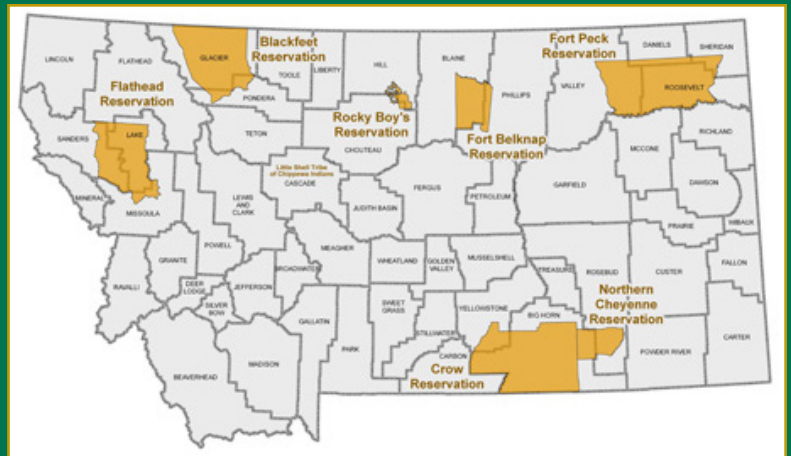 DANIELS
SHERIDAN
Fort Peck
Reservation
Blackfeet
Reservation
LINCOLN
FLATHEAD
GLACIER
TOOLE
LIBERTY
HILL
BLAINE
PHILLIPS
VALLEY
ROOSEVELT
Flathead
Reservation
PONDERA
Rocky Boy's
Reservation
Fort Belknap
Reservation
SANDERS
LAKE
TETON
CHOUTEAU
RICHLAND
MCCONE
Little Shell Tribe
of Chippewa Indians
CASCADE
MINERAL
MISSOULA
LEWIS
AND
CLARK
JUDITH BASIN
FERGUS
PETROLEUM
GARFIELD
DAWSON
PRAIRIE
WIBAUX
POWELL
MEAGHER
GRANITE
RAVALLI
DEER
LODGE
SILVER
BOW
JEFFERSON
BROADWATER
WHEATLAND
GOLDEN
VALLEY
MUSSELSHELL
TREASURE
ROSEBUD
CUSTER
FALLON
Northern
Cheyenne
Reservation
GALLATIN
PARK
SWEET
GRASS
STILLWATER
YELLOWSTONE
BIG HORN
CARBON
POWDER RIVER
CARTER
BEAVERHEAD
MADISON
Crow
Reservation